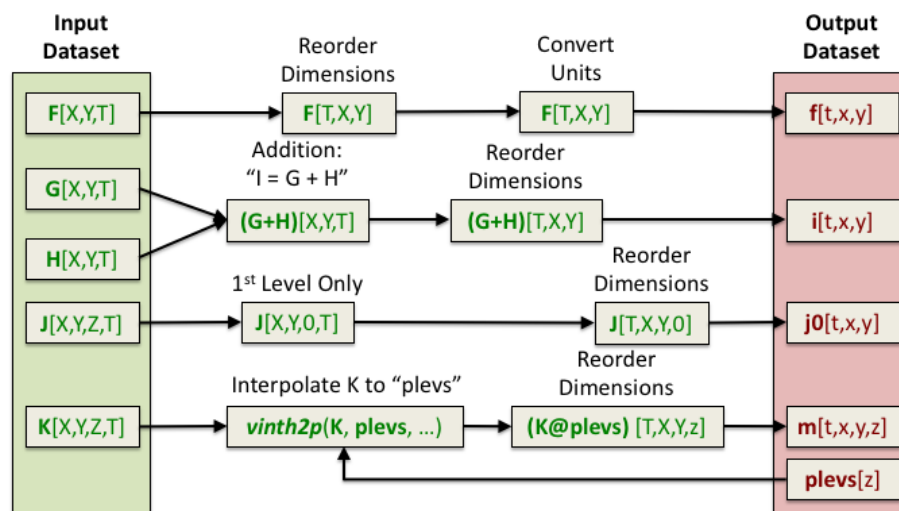 Input
Dataset
Output
Dataset
Reorder
Dimensions
Convert
Units
F[X,Y,T]
F[T,X,Y]
F[T,X,Y]
f[t,x,y]
Addition:
"I = G + H"
Reorder
Dimensions
G[X,Y,T]
H[X,Y,T]
(G+H)[X,Y,T]
(G+H)[T,X,Y]
i[t,x,y]
1st Level Only
Reorder
Dimensions
J[X,Y,Z,T]
J[X,Y,0,T]
J[T,X,Y,0]
j0[t,x,y]
Interpolate K to "plevs"
Reorder
Dimensions
K[X,Y,Z,T]
vinth2p(K, plevs, ...)
(K@plevs) [T,X,Y,z]
m[t,x,y,z]
plevs[z]